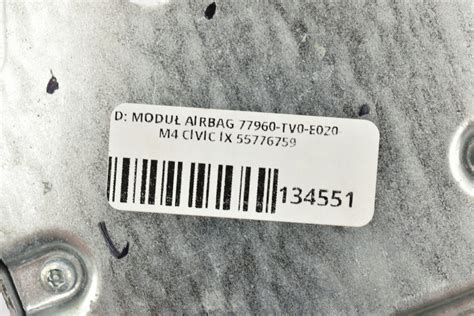 D: MODUŁ AIRBAG 77960-TV0-E020-
M4 CIVIC IX 55776759
134551